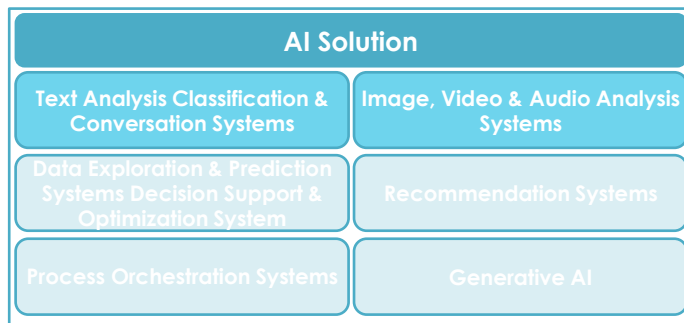 AI Solution
Text Analysis Classification &
Conversation Systems
Image, Video & Audio Analysis
Systems
Data Exploration & Prediction
Systems Decision Support &
Optimization System
Recommendation Systems
Process Orchestration Systems
Generative AI